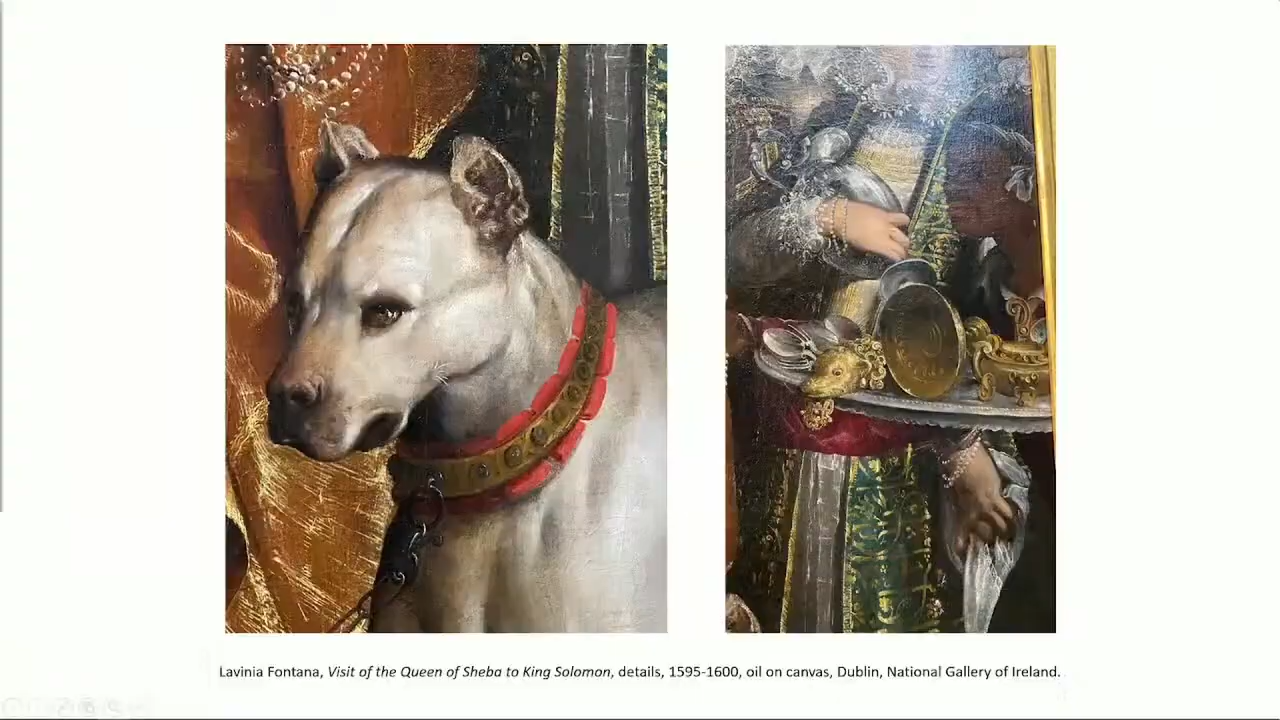 Lavinia Fontana, Visit of the Queen of Sheba to King Solomon, details, 1595-1600, oil on canvas, Dublin, National Gallery of Ireland.